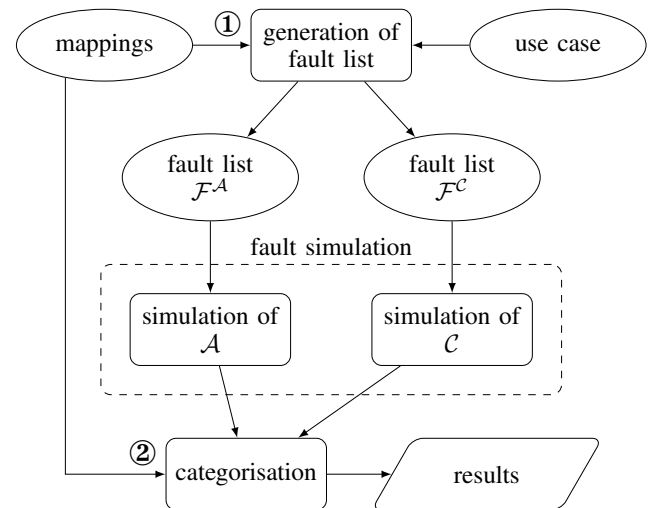 mappings
①
generation of
fault list
use case
fault list
𝓕^𝓐
fault list
𝓕^𝓒
fault simulation
simulation of
𝓐
simulation of
𝓒
②
categorisation
results